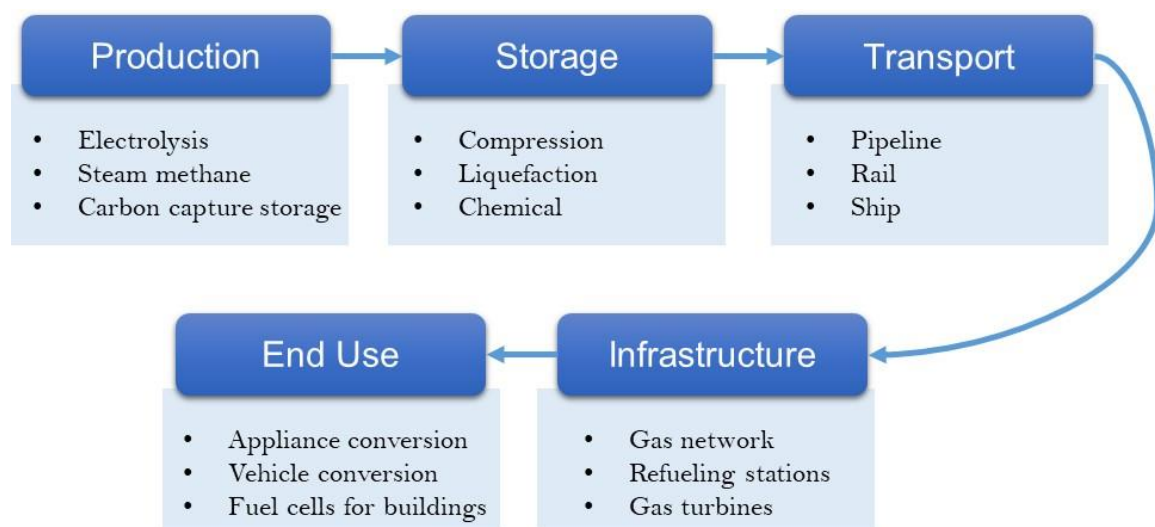 Production
• Electrolysis
• Steam methane
• Carbon capture storage
Storage
• Compression
• Liquefaction
• Chemical
Transport
• Pipeline
• Rail
• Ship
Infrastructure
• Gas network
• Refueling stations
• Gas turbines
End Use
• Appliance conversion
• Vehicle conversion
• Fuel cells for buildings